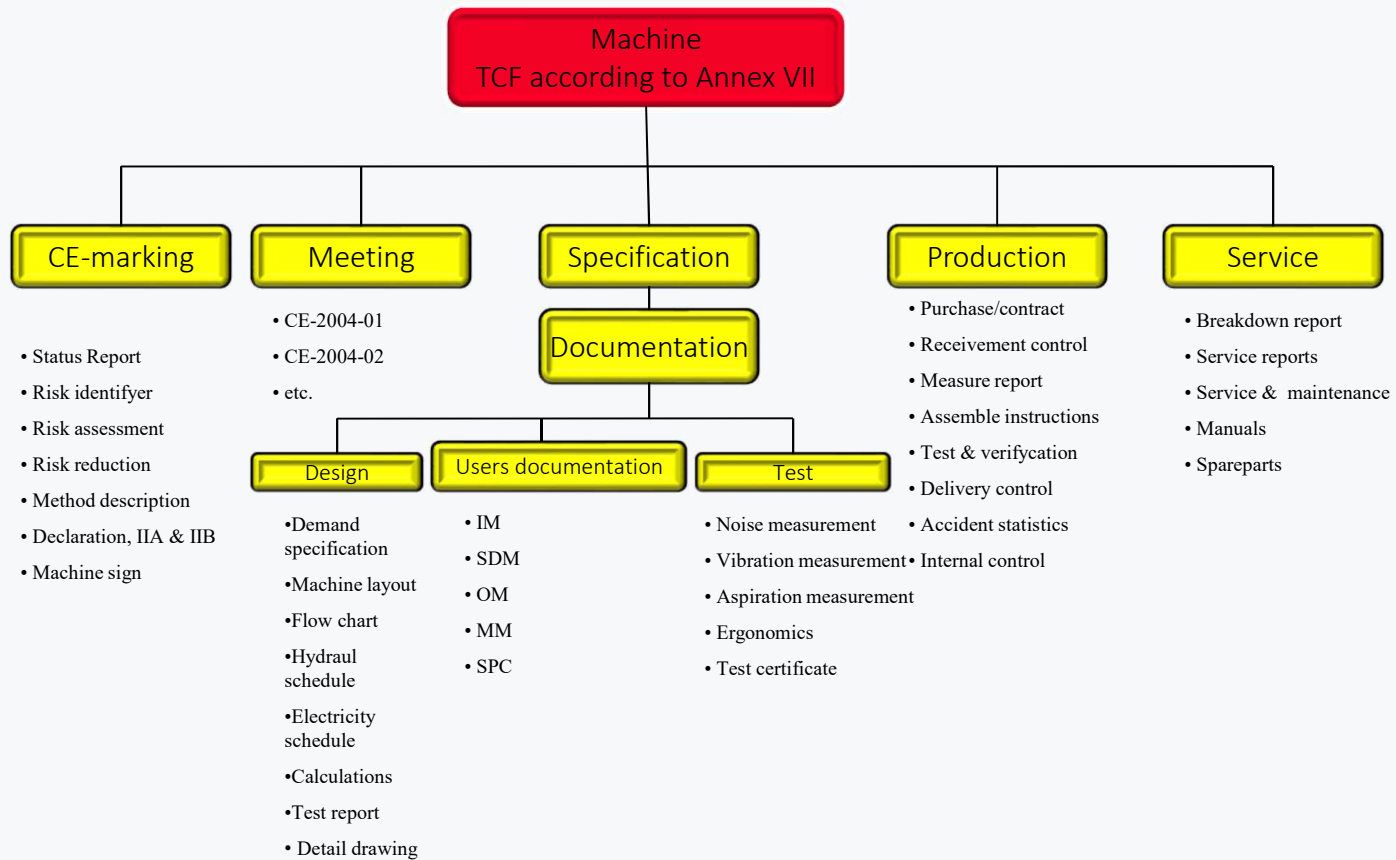 Machine
TCF according to Annex VII
CE-marking
• Status Report
• Risk identifyer
• Risk assessment
• Risk reduction
• Method description
• Declaration, IIA & IIB
• Machine sign
Meeting
• CE-2004-01
• CE-2004-02
• etc.
Specification
Documentation
Design
•Demand
specification
•Machine layout
•Flow chart
•Hydraul
schedule
•Electricity
schedule
•Calculations
•Test report
• Detail drawing
Users documentation
• IM
• SDM
• OM
• MM
• SPC
Test
• Noise measurement
• Vibration measurement
• Aspiration measurement
• Ergonomics
• Test certificate
Production
• Purchase/contract
• Receivement control
• Measure report
• Assemble instructions
• Test & verifycation
• Delivery control
• Accident statistics
• Internal control
Service
• Breakdown report
• Service reports
• Service & maintenance
• Manuals
• Spareparts